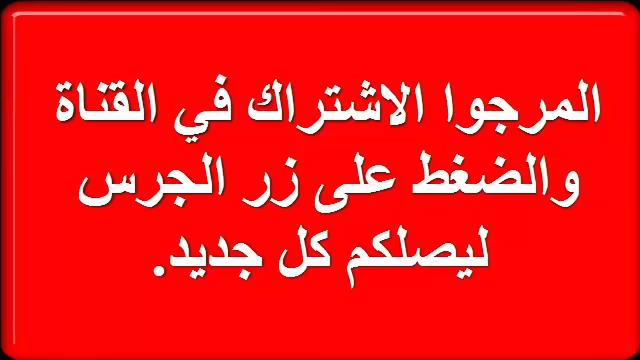 المرجوا الاشتراك في القناة
والضغط على زر الجرس
ليصلكم كل جديد.